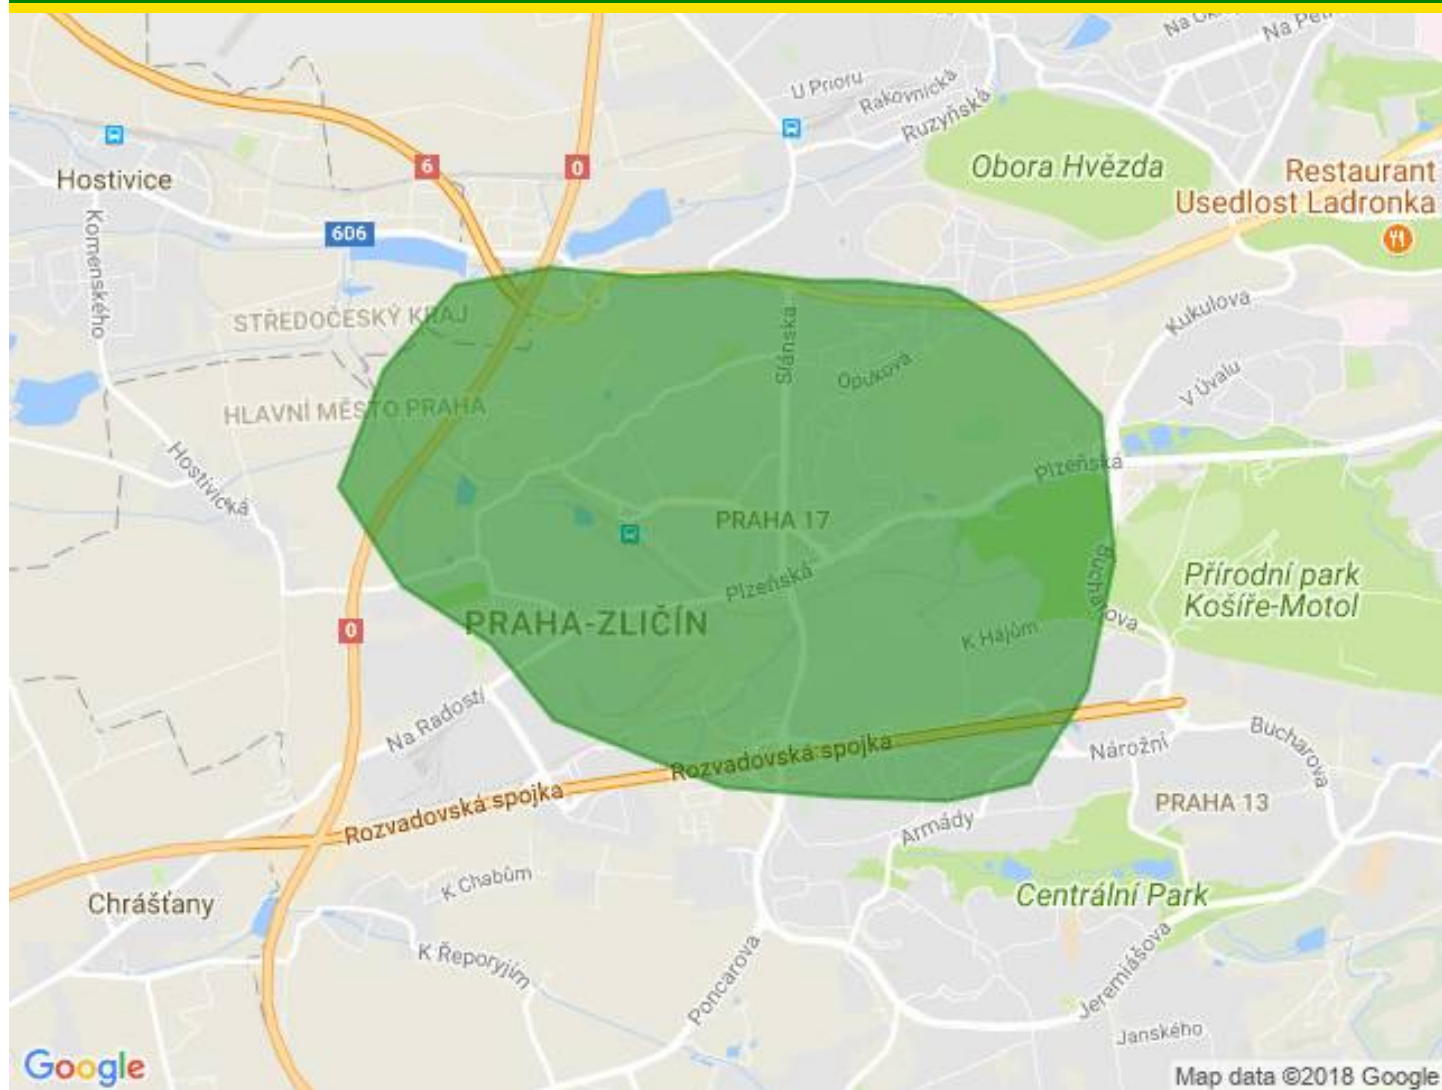 Na Petř
U Prioru
Rakovnická
Ruzyňská
Obora Hvězda
Restaurant
Usedlost Ladronka
Hostivice
6
0
606
Komenského
STŘEDOČESKÝ KRAJ
Kukulova
Slánská
Opuková
V Úvalu
HLAVNÍ MĚSTO PRAHA
Hostivická
Plzeňská
PRAHA 17
Plzeňská
Bucharova
Přírodní park
Košíře-Motol
PRAHA-ZLIČÍN
0
K Hájům
Na Radosti
Rozvadovská spojka
Nárožní
Bucharova
Rozvadovská spojka
PRAHA 13
Armády
K Chabům
Chrášťany
Centrální Park
K Řeporyjím
Poncarova
Jeremiášova
Janského
Google
Map data ©2018 Google